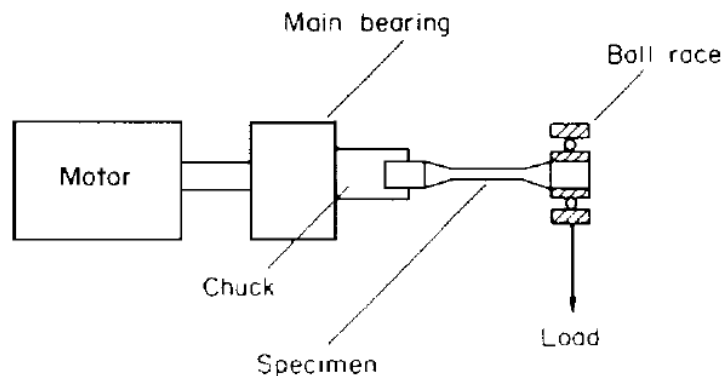 Main bearing
Ball race
Motor
Chuck
Load
Specimen